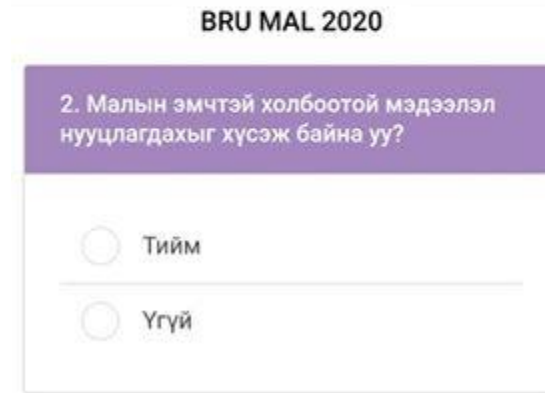 BRU MAL 2020
2. Малын эмчтэй холбоотой мэдээлэл
нууцлагдахыг хүсэж байна уу?
Тийм
Үгүй